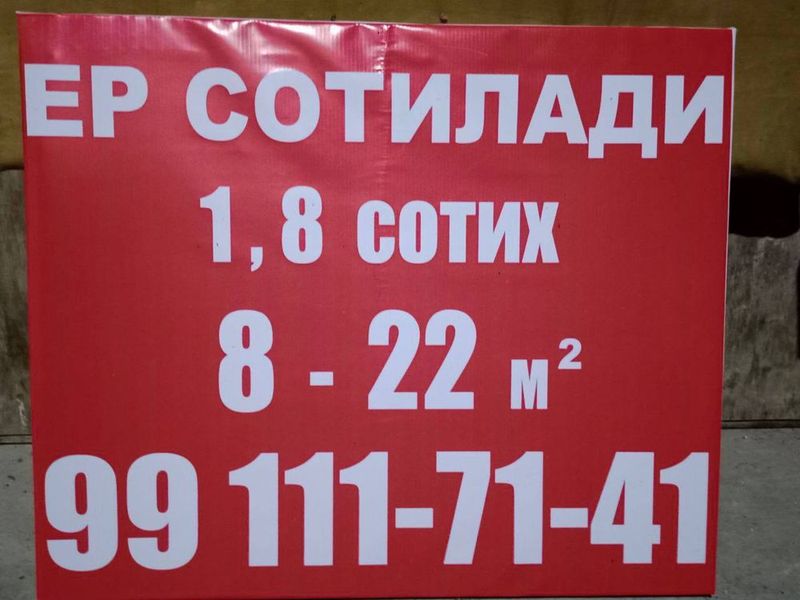 ЕР СОТИЛАДИ
1,8 СОТИХ
8 - 22 м²
99 111-71-41